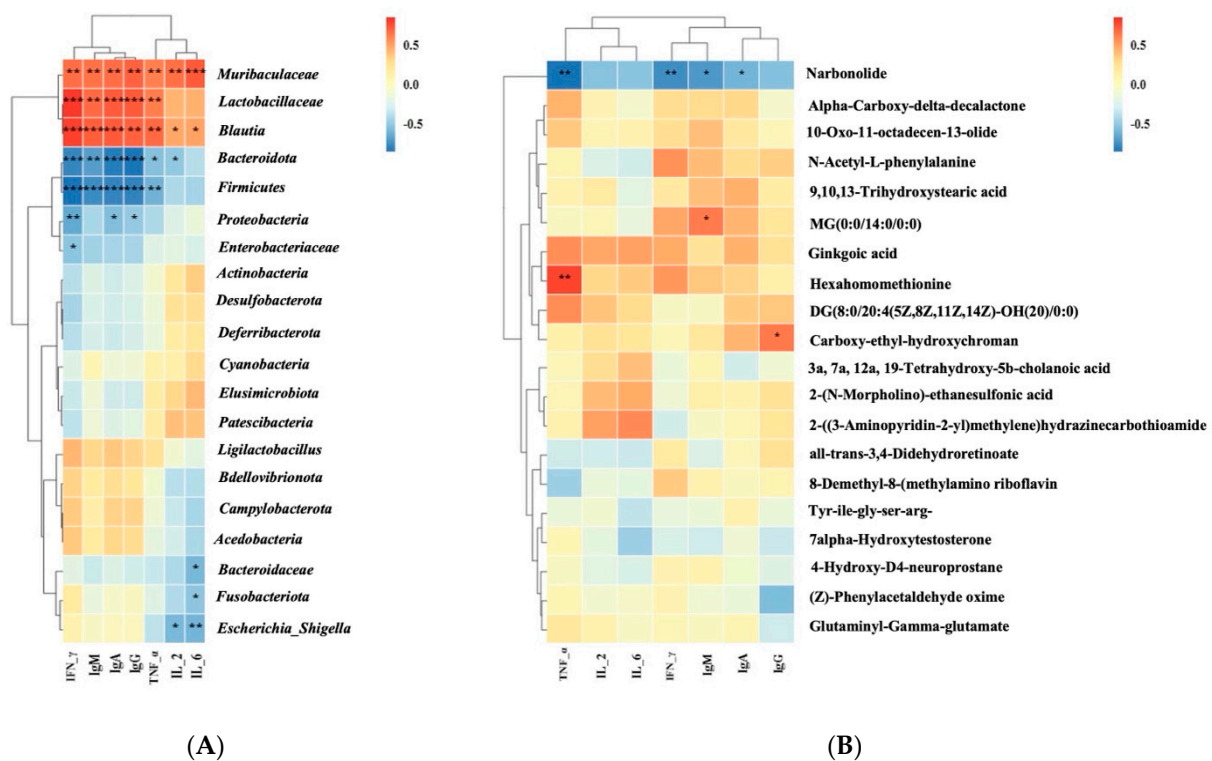 0.5
0.0
-0.5
** ** ** ** ** ** *** Muribaculaceae
*** ** *** *** ** Lactobacillaceae
*** *** *** ** ** * * Blautia
*** ** *** *** * * Bacteroidota
*** *** *** *** ** Firmicutes
** * * Proteobacteria
* Enterobacteriaceae
Actinobacteria
Desulfobacterota
Deferribacterota
Cyanobacteria
Elusimicrobiota
Patescibacteria
Ligilactobacillus
Bdellovibrionota
Campylobacterota
Acedobacteria
* Bacteroidaceae
* Fusobacteriota
* ** Escherichia_Shigella
IFN_γ IgM IgA IgG TNF_α IL_2 IL_6
(A)
0.5
0.0
-0.5
** ** * * Narbonolide
Alpha-Carboxy-delta-decalactone
10-Oxo-11-octadecen-13-olide
N-Acetyl-L-phenylalanine
9,10,13-Trihydroxystearic acid
* MG(0:0/14:0/0:0)
Ginkgoic acid
** Hexahomomethionine
DG(8:0/20:4(5Z,8Z,11Z,14Z)-OH(20)/0:0)
* Carboxy-ethyl-hydroxychroman
3a, 7a, 12a, 19-Tetrahydroxy-5b-cholanoic acid
2-(N-Morpholino)-ethanesulfonic acid
2-((3-Aminopyridin-2-yl)methylene)hydrazinecarbothioamide
all-trans-3,4-Didehydroretinoate
8-Demethyl-8-(methylamino riboflavin
Tyr-ile-gly-ser-arg-
7alpha-Hydroxytestosterone
4-Hydroxy-D4-neuroprostane
(Z)-Phenylacetaldehyde oxime
Glutaminyl-Gamma-glutamate
TNF_α IL_2 IL_6 IFN_γ IgM IgA IgG
(B)